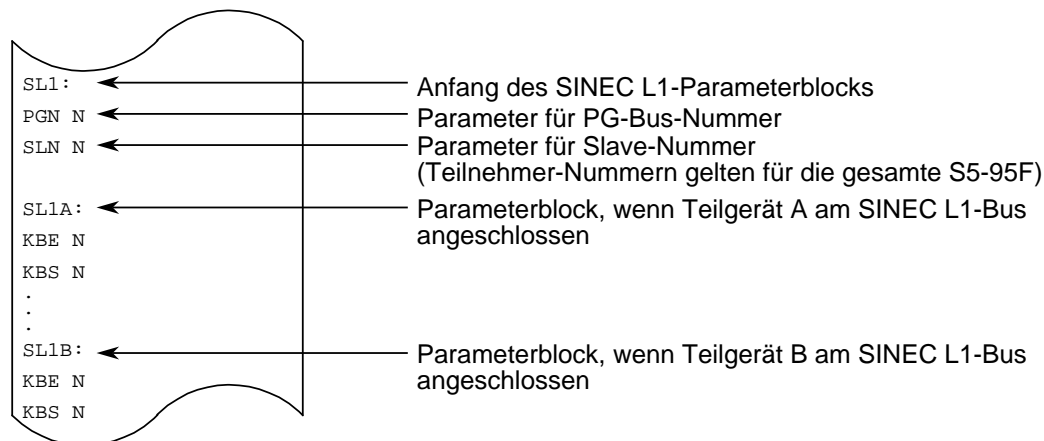 SL1:
Anfang des SINEC L1-Parameterblocks
PGN N
Parameter für PG-Bus-Nummer
SLN N
Parameter für Slave-Nummer
(Teilnehmer-Nummern gelten für die gesamte S5-95F)
SL1A:
Parameterblock, wenn Teilgerät A am SINEC L1-Bus
KBE N
angeschlossen
KBS N
.
.
.
SL1B:
Parameterblock, wenn Teilgerät B am SINEC L1-Bus
KBE N
angeschlossen
KBS N